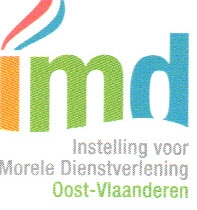 imd
Instelling voor
Morele Dienstverlening
Oost-Vlaanderen